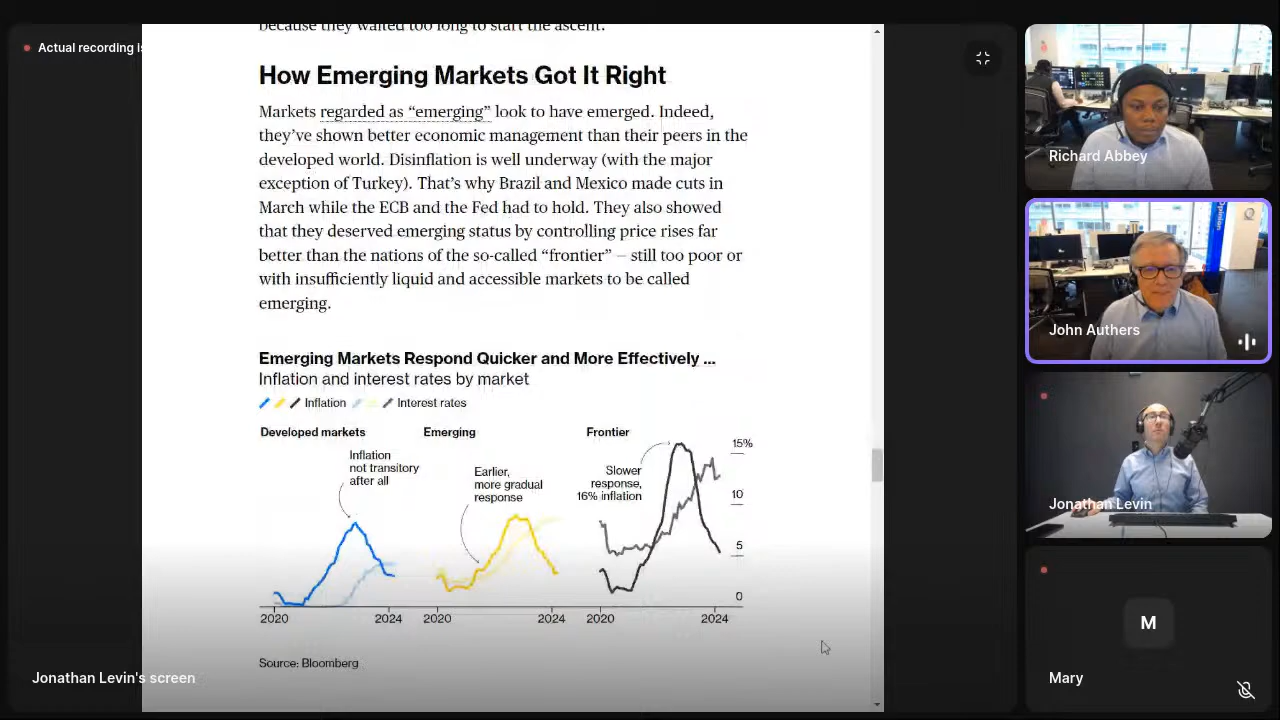 because they waited too long to start the ascent.
Actual recording is
How Emerging Markets Got It Right
Markets regarded as “emerging” look to have emerged. Indeed,
they’ve shown better economic management than their peers in the
developed world. Disinflation is well underway (with the major
exception of Turkey). That’s why Brazil and Mexico made cuts in
March while the ECB and the Fed had to hold. They also showed
that they deserved emerging status by controlling price rises far
better than the nations of the so-called “frontier” — still too poor or
with insufficiently liquid and accessible markets to be called
emerging.
Emerging Markets Respond Quicker and More Effectively ...
Inflation and interest rates by market
Inflation Interest rates
Developed markets
Inflation
not transitory
after all
2020 2024
Emerging
Earlier,
more gradual
response
2020 2024
Frontier
Slower
response,
16% inflation
15%
10
5
0
2020 2024
Source: Bloomberg
Jonathan Levin's screen
Richard Abbey
Opinion
John Authers
Jonathan Levin
M
Mary